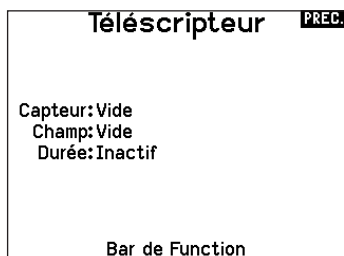 Téléscripteur PREC.
Capteur: Vide
Champ: Vide
Durée: Inactif
Bar de Function